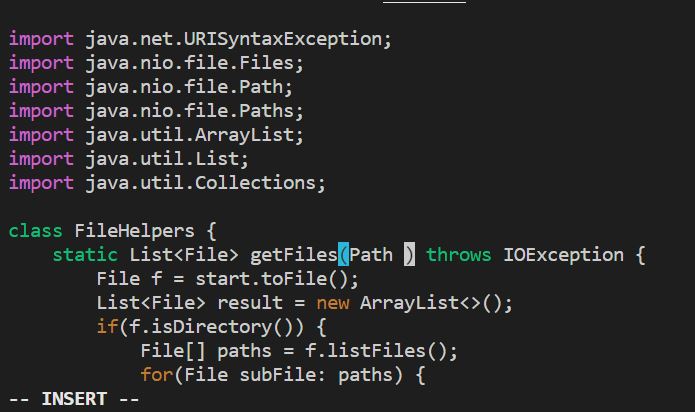 import java.net.URISyntaxException;
import java.nio.file.Files;
import java.nio.file.Path;
import java.nio.file.Paths;
import java.util.ArrayList;
import java.util.List;
import java.util.Collections;

class FileHelpers {
    static List<File> getFiles(Path ) throws IOException {
        File f = start.toFile();
        List<File> result = new ArrayList<>();
        if(f.isDirectory()) {
            File[] paths = f.listFiles();
            for(File subFile: paths) {
-- INSERT --